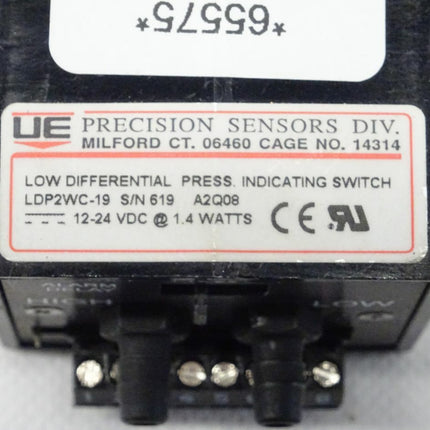 *65575*
UE PRECISION SENSORS DIV.
MILFORD CT. 06460 CAGE NO. 14314
LOW DIFFERENTIAL PRESS. INDICATING SWITCH
LDP2WC-19 S/N 619 A2Q08
12-24 VDC @ 1.4 WATTS CE RU
HIGH LOW